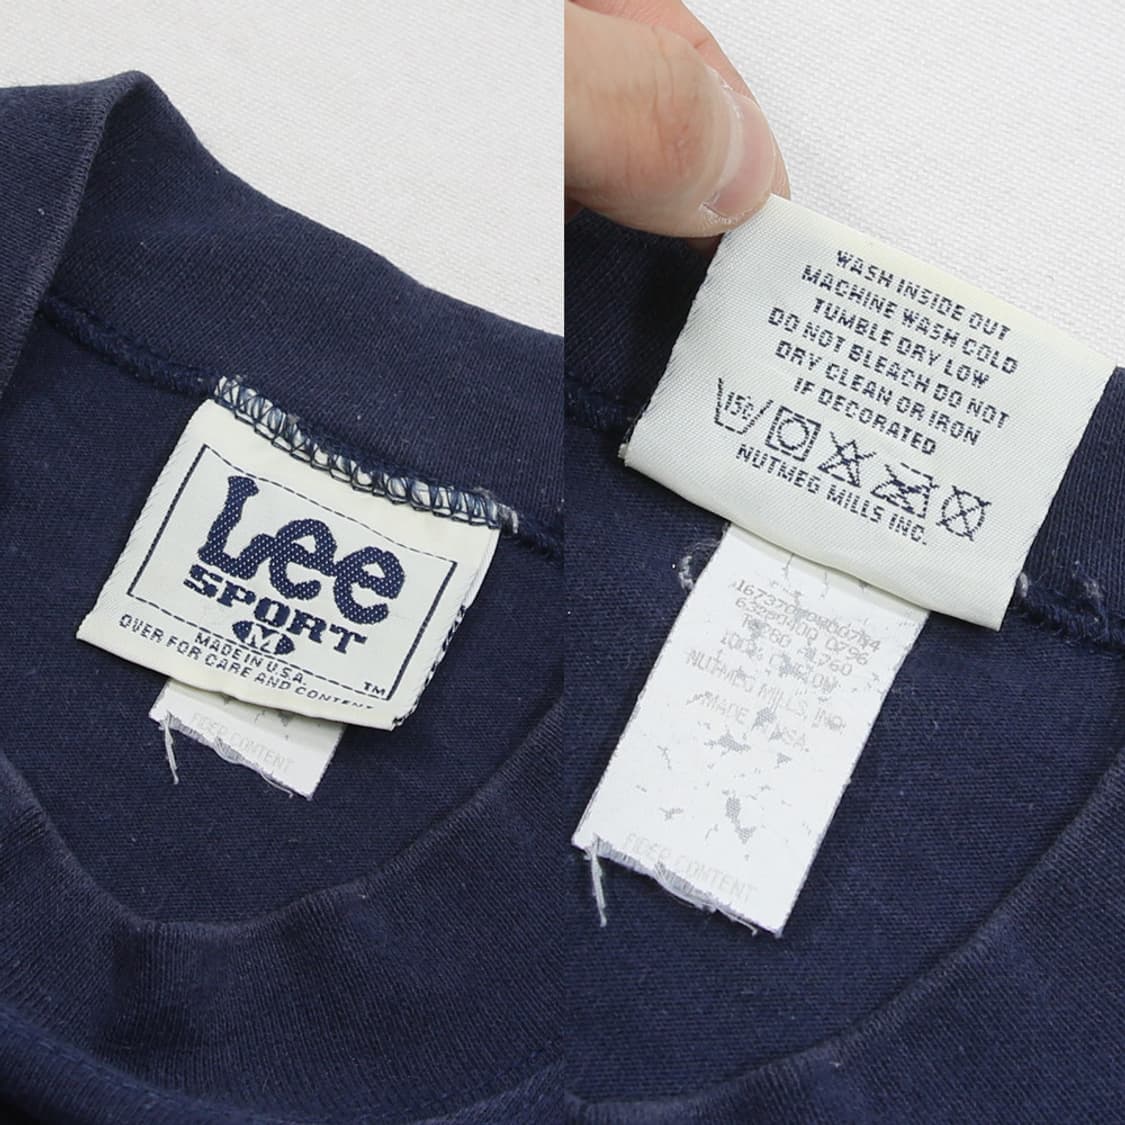 Lee
SPORT
M
MADE IN U.S.A.
OVER FOR CARE AND CONTENT
TM
FIBER CONTENT
WASH INSIDE OUT
MACHINE WASH COLD
TUMBLE DRY LOW
DO NOT BLEACH DO NOT
DRY CLEAN OR IRON
IF DECORATED
NUTMEG MILLS INC.
0796
100%
NUTMEG MILLS, INC
MADE USA
FIBER CONTENT